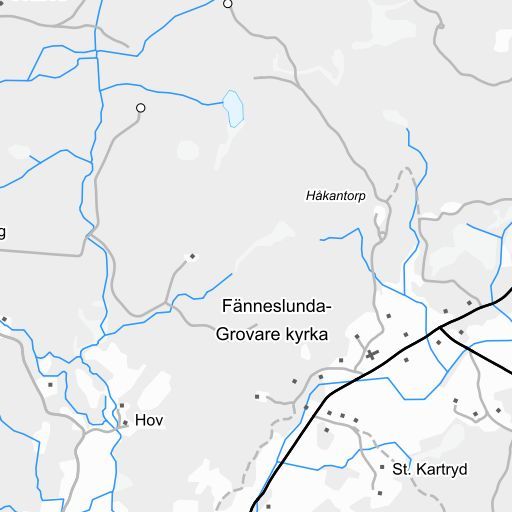 Håkantorp
g
Fänneslunda-
Grovare kyrka
Hov
St. Kartryd